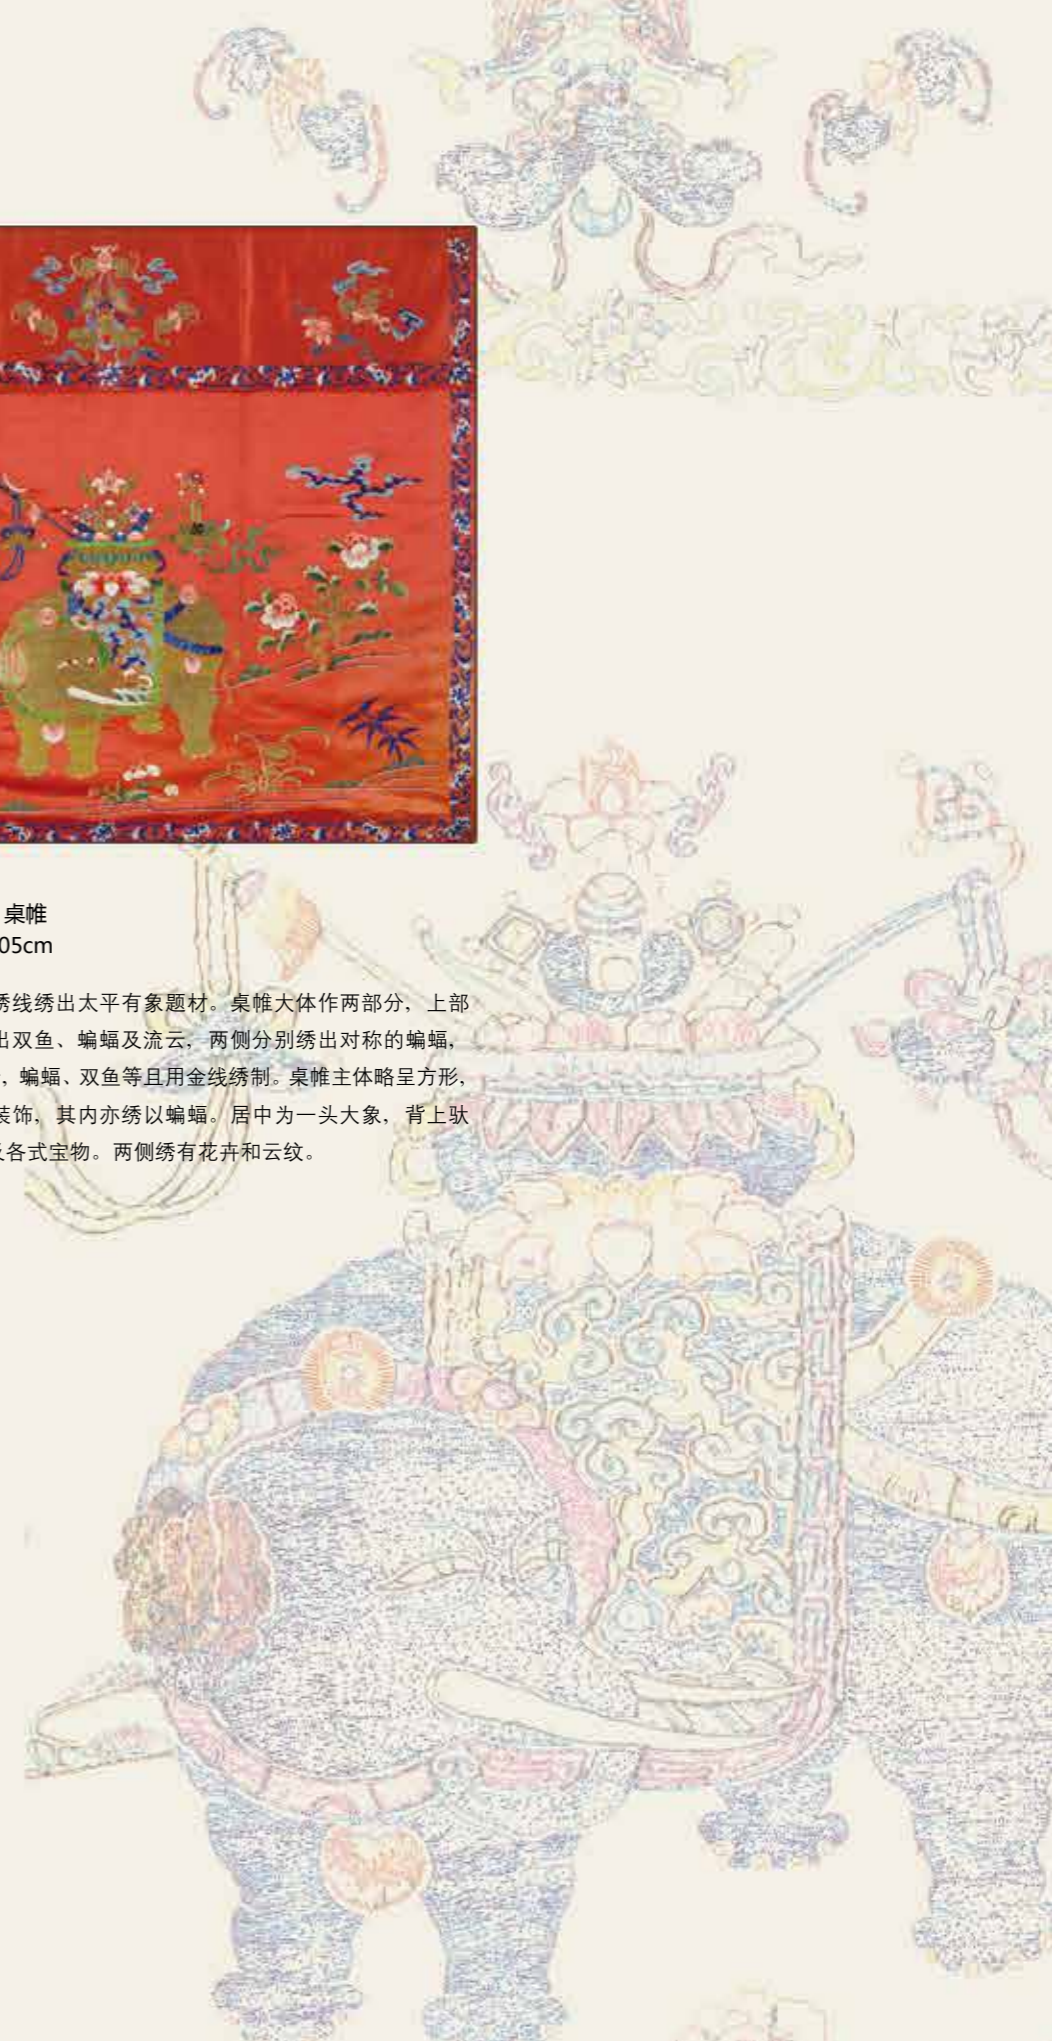 桌帷
05cm
绣线绣出太平有象题材。桌帷大体作两部分，上部
出双鱼、蝙蝠及流云，两侧分别绣出对称的蝙蝠，
，蝙蝠、双鱼等且用金线绣制。桌帷主体略呈方形，
装饰，其内亦绣以蝙蝠。居中为一头大象，背上驮
及各式宝物。两侧绣有花卉和云纹。